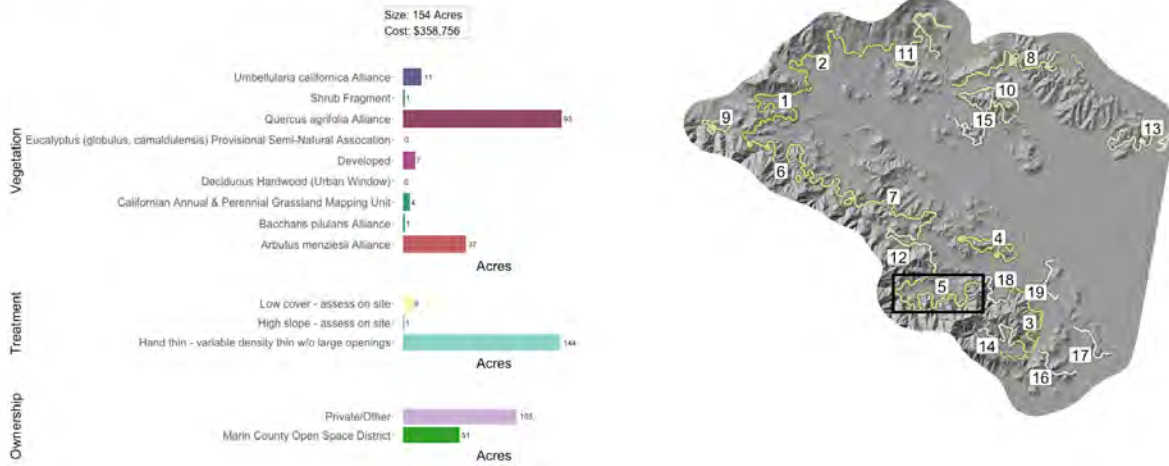 Size: 154 Acres
Cost: $358,756
Vegetation
Umbellularia californica Alliance 11
Shrub Fragment 1
Quercus agrifolia Alliance 93
Eucalyptus (globulus, camaldulensis) Provisional Semi-Natural Assocation 0
Developed 7
Deciduous Hardwood (Urban Window) 0
Californian Annual & Perennial Grassland Mapping Unit 4
Baccharis pilularis Alliance 1
Arbutus menziesii Alliance 37
Acres
Treatment
Low cover - assess on site
High slope - assess on site 1
Hand thin - variable density thin w/o large openings 144
Acres
Ownership
Private/Other 103
Marin County Open Space District 51
Acres
11
2
8
1
10
9
15
13
6
7
4
12
5
18
19
3
14
17
16